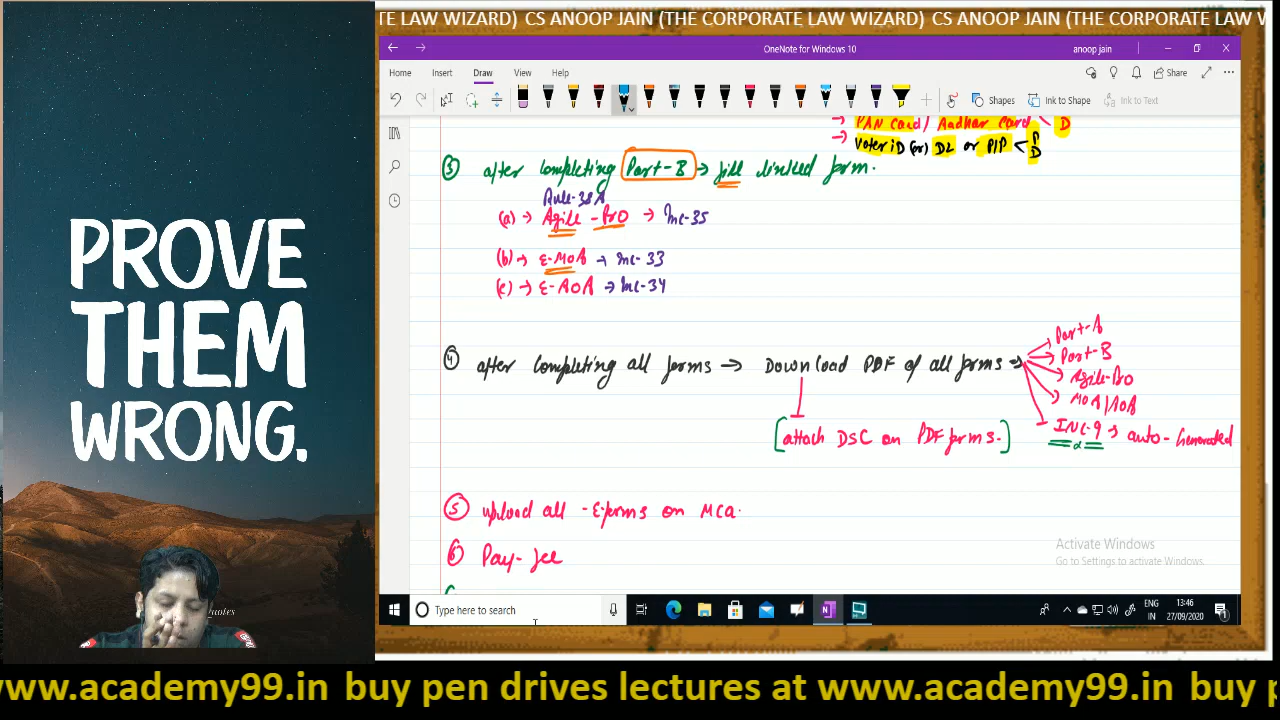 TE LAW WIZARD) CS ANOOP JAIN (THE CORPORATE LAW WIZARD) CS ANOOP JAIN (THE CORPORATE LAW W
OneNote for Windows 10
anoop jain
Home Insert Draw View Help
Share
Shapes
Ink to Shape
Ink to Text
→ PAN Card / Aadhar Card < D
→ Voter iD (or) DL or P/P < P
D
③ after completing Part-B → fill linked form.
Rule-38A
(a) → Agile - PrO → Inc-35
(b) → E-MOA → Inc-33
(c) → E-AOA → Inc-34
④ after completing all forms → Download PDF of all forms →
Part-A
Part-B
Agile-Pro
MOA/AOA
INC-9 → auto-Generated
[attach DSC on PDF forms.]
⑤ upload all -Eforms on MCA.
⑥ Pay-fee
PROVE
THEM
WRONG.
Quotes
Activate Windows
Go to Settings to activate Windows.
Type here to search
ENG
IN
13:46
27/09/2020
www.academy99.in buy pen drives lectures at www.academy99.in buy p